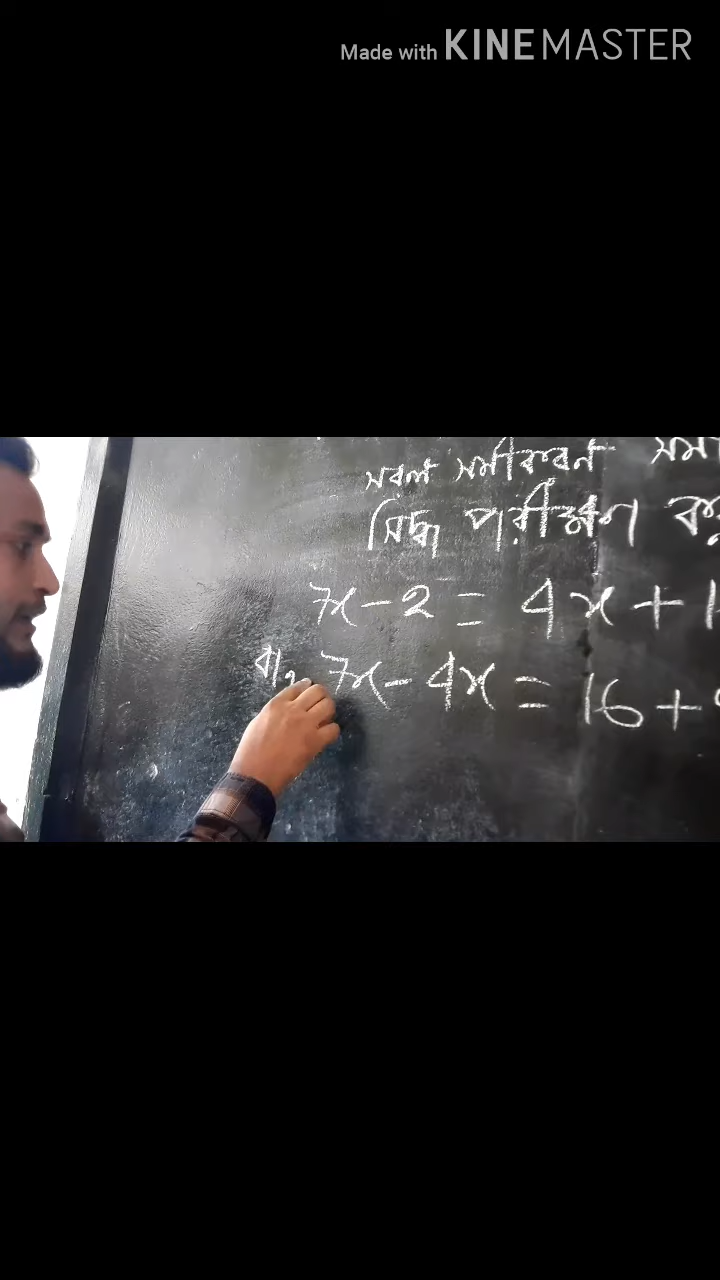 Made with KINEMASTER
সরল সমীকরণ
সিদ্ধা পরীক্ষণ
7x - 2 = 4x + 1
বা, 7x - 4x = 16 +